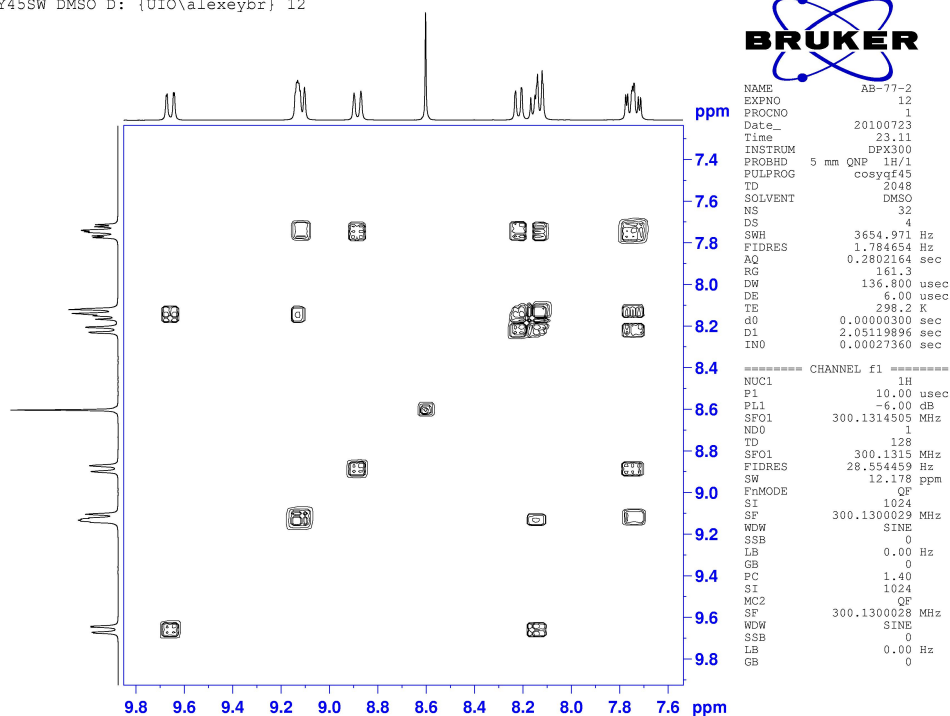 Y45SW DMSO D: {UIO\alexeybr} 12
BRUKER
NAME AB-77-2
EXPNO 12
PROCNO 1
Date_ 20100723
Time 23.11
INSTRUM DPX300
PROBHD 5 mm QNP 1H/1
PULPROG cosyqf45
TD 2048
SOLVENT DMSO
NS 32
DS 4
SWH 3654.971 Hz
FIDRES 1.784654 Hz
AQ 0.2802164 sec
RG 161.3
DW 136.800 usec
DE 6.00 usec
TE 298.2 K
d0 0.00000300 sec
D1 2.05119896 sec
IN0 0.00027360 sec
======== CHANNEL f1 ========
NUC1 1H
P1 10.00 usec
PL1 -6.00 dB
SFO1 300.1314505 MHz
ND0 1
TD 128
SFO1 300.1315 MHz
FIDRES 28.554459 Hz
SW 12.178 ppm
FnMODE QF
SI 1024
SF 300.1300029 MHz
WDW SINE
SSB 0
LB 0.00 Hz
GB 0
PC 1.40
SI 1024
MC2 QF
SF 300.1300028 MHz
WDW SINE
SSB 0
LB 0.00 Hz
GB 0
ppm
7.4
7.6
7.8
8.0
8.2
8.4
8.6
8.8
9.0
9.2
9.4
9.6
9.8
9.8 9.6 9.4 9.2 9.0 8.8 8.6 8.4 8.2 8.0 7.8 7.6 ppm